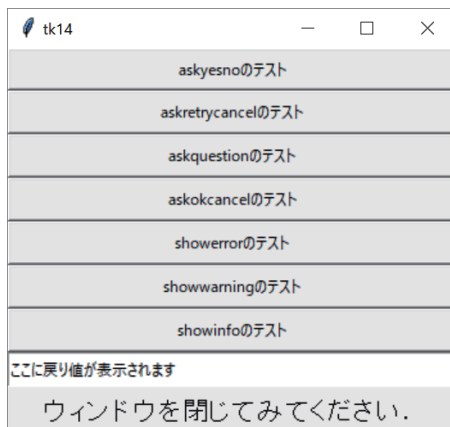 tk14
askyesnoのテスト
askretrycancelのテスト
askquestionのテスト
askokcancelのテスト
showerrorのテスト
showwarningのテスト
showinfoのテスト
ここに戻り値が表示されます
ウィンドウを閉じてみてください.